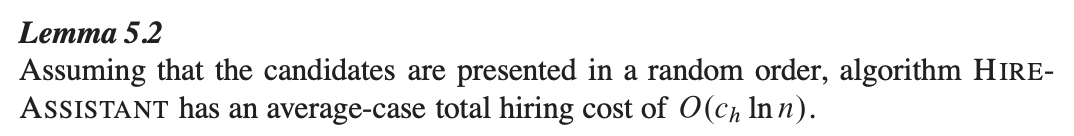 Lemma 5.2
Assuming that the candidates are presented in a random order, algorithm HIRE-
ASSISTANT has an average-case total hiring cost of O(c_h ln n).